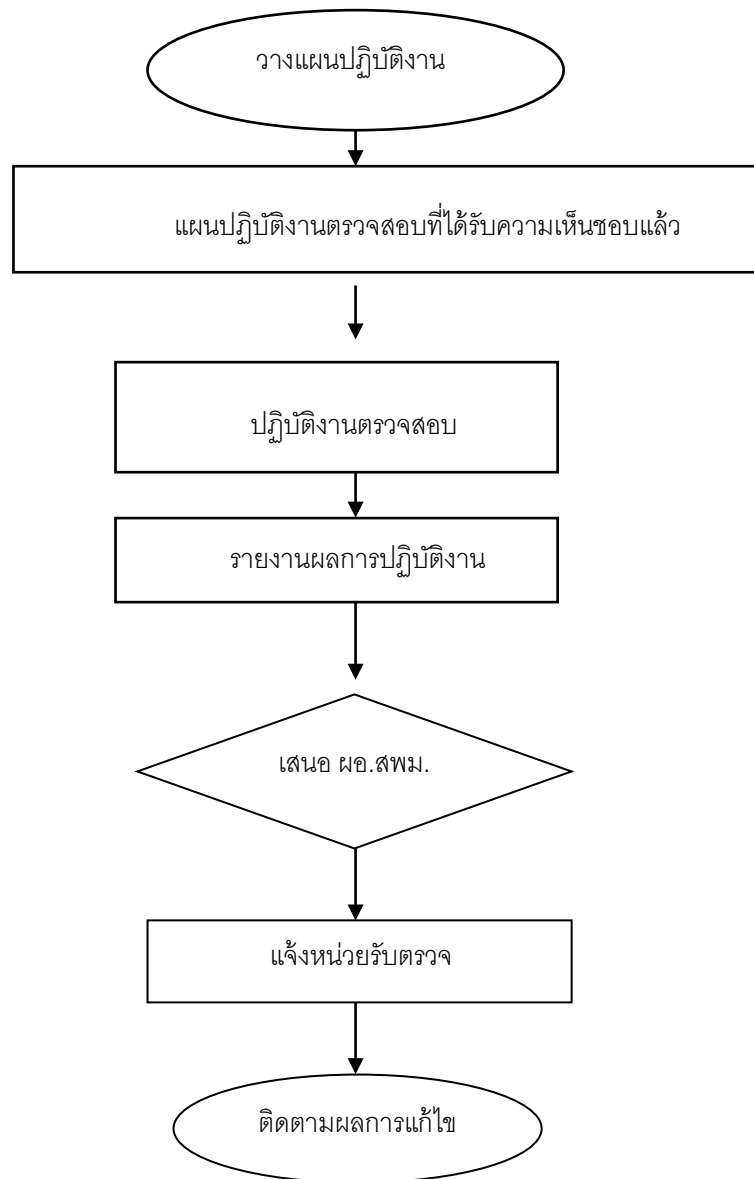 วางแผนปฏิบัติงาน
แผนปฏิบัติงานตรวจสอบที่ได้รับความเห็นชอบแล้ว
ปฏิบัติงานตรวจสอบ
รายงานผลการปฏิบัติงาน
เสนอ ผอ.สพม.
แจ้งหน่วยรับตรวจ
ติดตามผลการแก้ไข